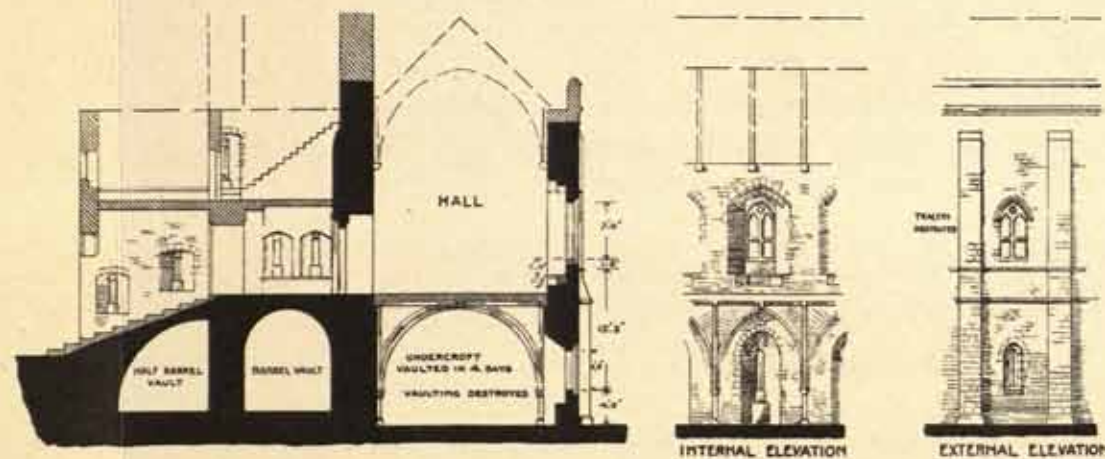 HALL
TRACERY
DESTROYED
HALF BARREL
VAULT
BARREL VAULT
UNDERCROFT
VAULTED IN 4 BAYS
VAULTING DESTROYED
INTERNAL ELEVATION
EXTERNAL ELEVATION